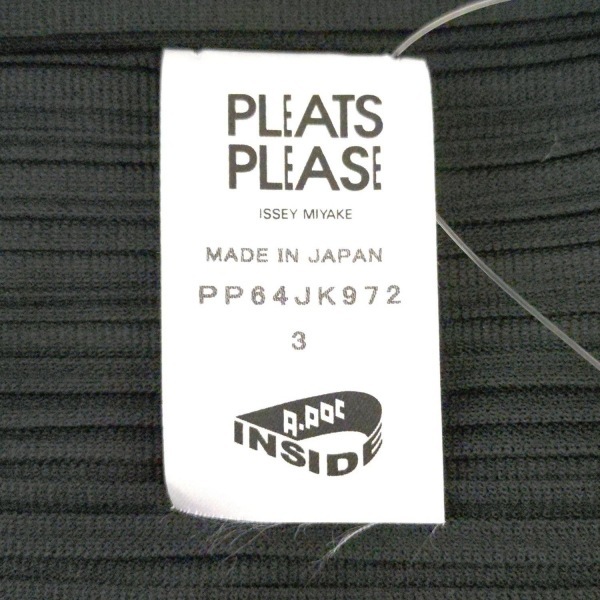 PLEATS
PLEASE
ISSEY MIYAKE
MADE IN JAPAN
PP64JK972
3
A.POC
INSIDE